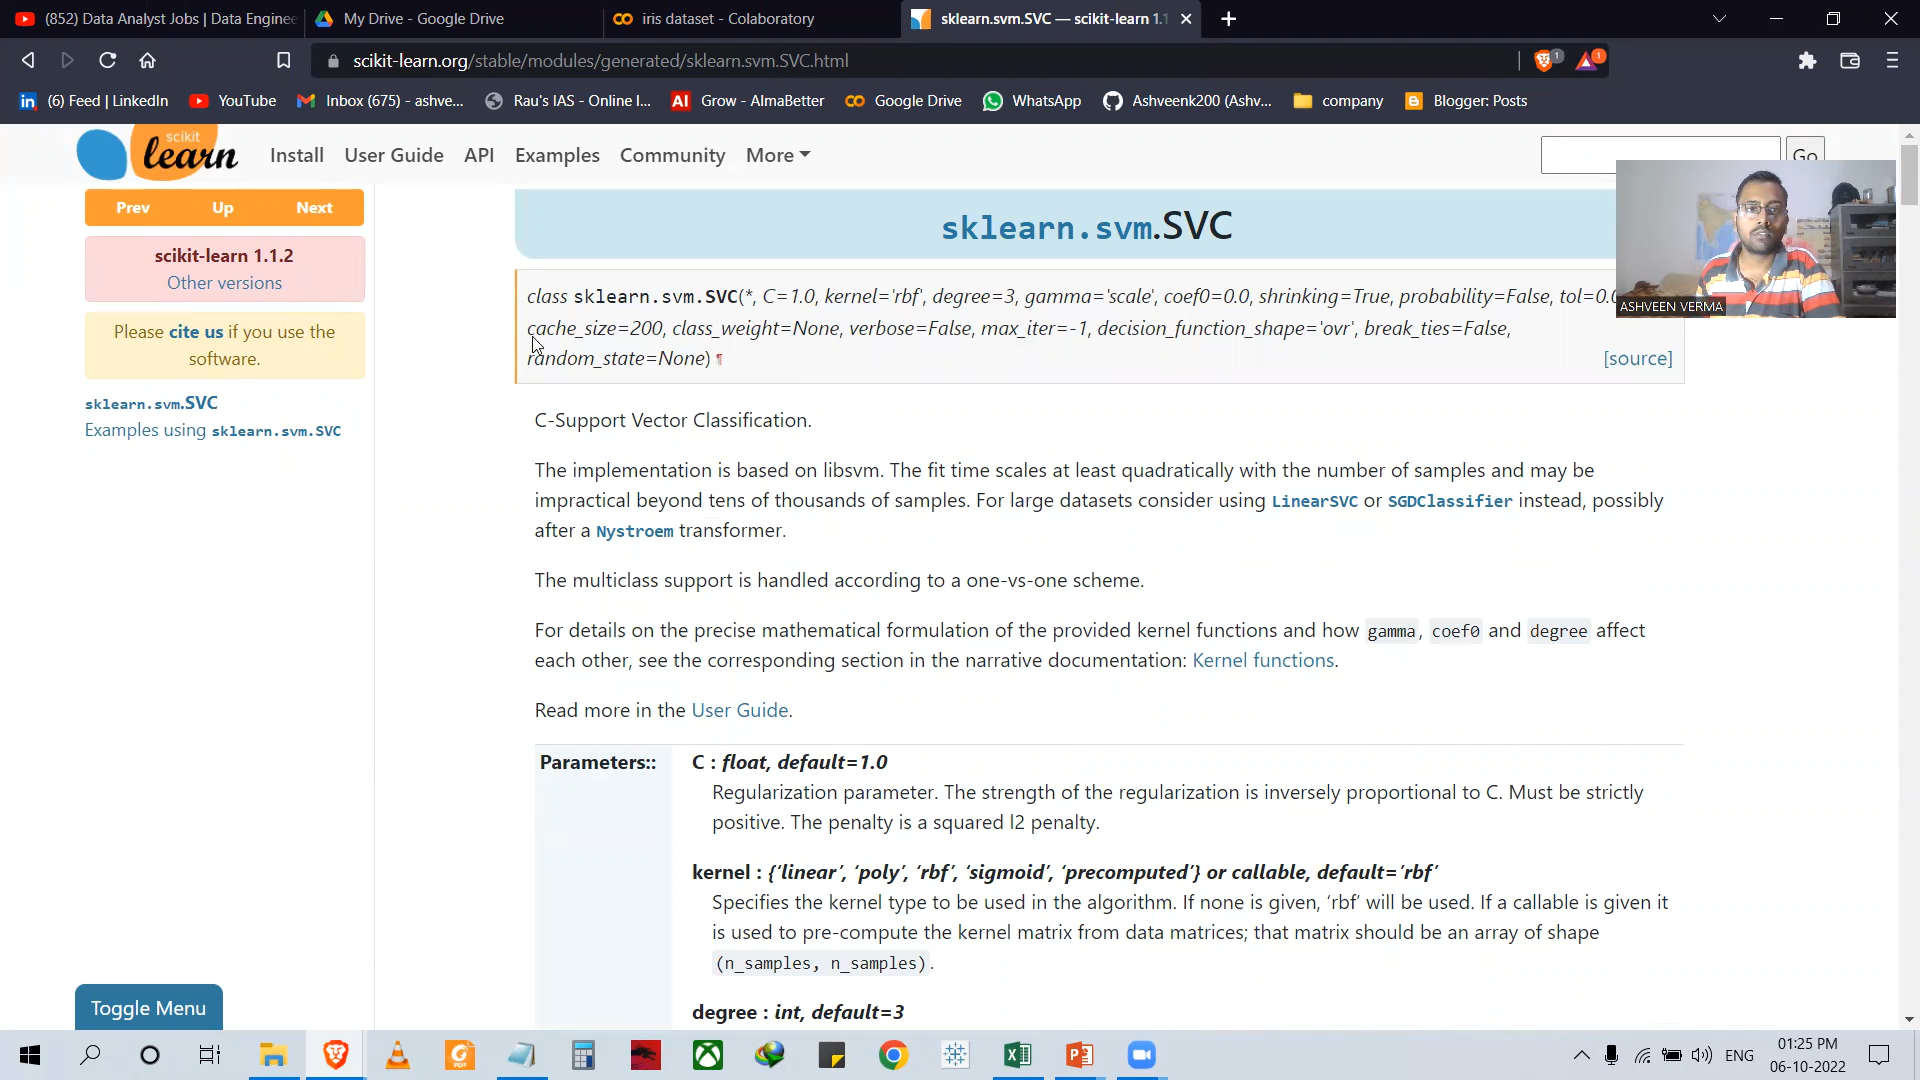 (852) Data Analyst Jobs | Data Enginee
My Drive - Google Drive
iris dataset - Colaboratory
sklearn.svm.SVC — scikit-learn 1.1
scikit-learn.org/stable/modules/generated/sklearn.svm.SVC.html
1
1
(6) Feed | LinkedIn
YouTube
Inbox (675) - ashve...
Rau's IAS - Online I...
AI Grow - AlmaBetter
Google Drive
WhatsApp
Ashveenk200 (Ashv...
company
Blogger: Posts
scikit
learn
Install
User Guide
API
Examples
Community
More
Go
Prev
Up
Next
scikit-learn 1.1.2
Other versions
Please cite us if you use the
software.
sklearn.svm.SVC
Examples using sklearn.svm.SVC
sklearn.svm.SVC
class sklearn.svm.SVC(*, C=1.0, kernel='rbf', degree=3, gamma='scale', coef0=0.0, shrinking=True, probability=False, tol=0.0
cache_size=200, class_weight=None, verbose=False, max_iter=-1, decision_function_shape='ovr', break_ties=False,
random_state=None) ¶
[source]
ASHVEEN VERMA
C-Support Vector Classification.
The implementation is based on libsvm. The fit time scales at least quadratically with the number of samples and may be
impractical beyond tens of thousands of samples. For large datasets consider using LinearSVC or SGDClassifier instead, possibly
after a Nystroem transformer.
The multiclass support is handled according to a one-vs-one scheme.
For details on the precise mathematical formulation of the provided kernel functions and how gamma, coef0 and degree affect
each other, see the corresponding section in the narrative documentation: Kernel functions.
Read more in the User Guide.
Parameters::
C : float, default=1.0
Regularization parameter. The strength of the regularization is inversely proportional to C. Must be strictly
positive. The penalty is a squared l2 penalty.
kernel : {‘linear’, ‘poly’, ‘rbf’, ‘sigmoid’, ‘precomputed’} or callable, default=’rbf’
Specifies the kernel type to be used in the algorithm. If none is given, ‘rbf’ will be used. If a callable is given it
is used to pre-compute the kernel matrix from data matrices; that matrix should be an array of shape
(n_samples, n_samples).
degree : int, default=3
Toggle Menu
ENG
01:25 PM
06-10-2022